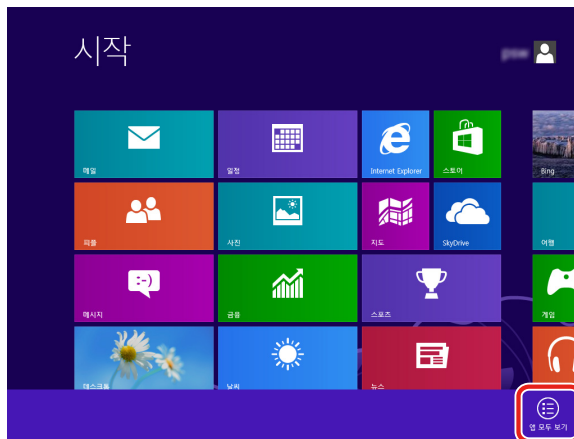 시작
메일
일정
Internet Explorer
스토어
Bing
피플
사진
지도
SkyDrive
여행
메시지
금융
스포츠
게임
데스크톱
날씨
뉴스
앱 모두 보기